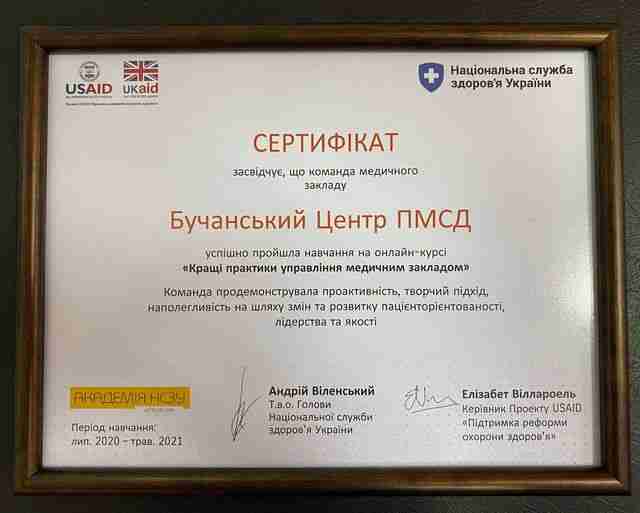 USAID
UKaid
Національна служба
здоров'я України
СЕРТИФІКАТ
засвідчує, що команда медичного
закладу
Бучанський Центр ПМСД
успішно пройшла навчання на онлайн-курсі
«Кращі практики управління медичним закладом»
Команда продемонструвала проактивність, творчий підхід,
наполегливість на шляху змін та розвитку пацієнторієнтованості,
лідерства та якості
АКАДЕМІЯ НСЗУ
Період навчання:
лип. 2020 – трав. 2021
Андрій Віленський
Т.в.о. Голови
Національної служби
здоров'я України
Елізабет Віллароель
Керівник Проекту USAID
«Підтримка реформи
охорони здоров'я»